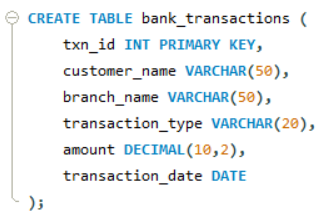 CREATE TABLE bank_transactions (
txn_id INT PRIMARY KEY,
customer_name VARCHAR(50),
branch_name VARCHAR(50),
transaction_type VARCHAR(20),
amount DECIMAL(10,2),
transaction_date DATE
);